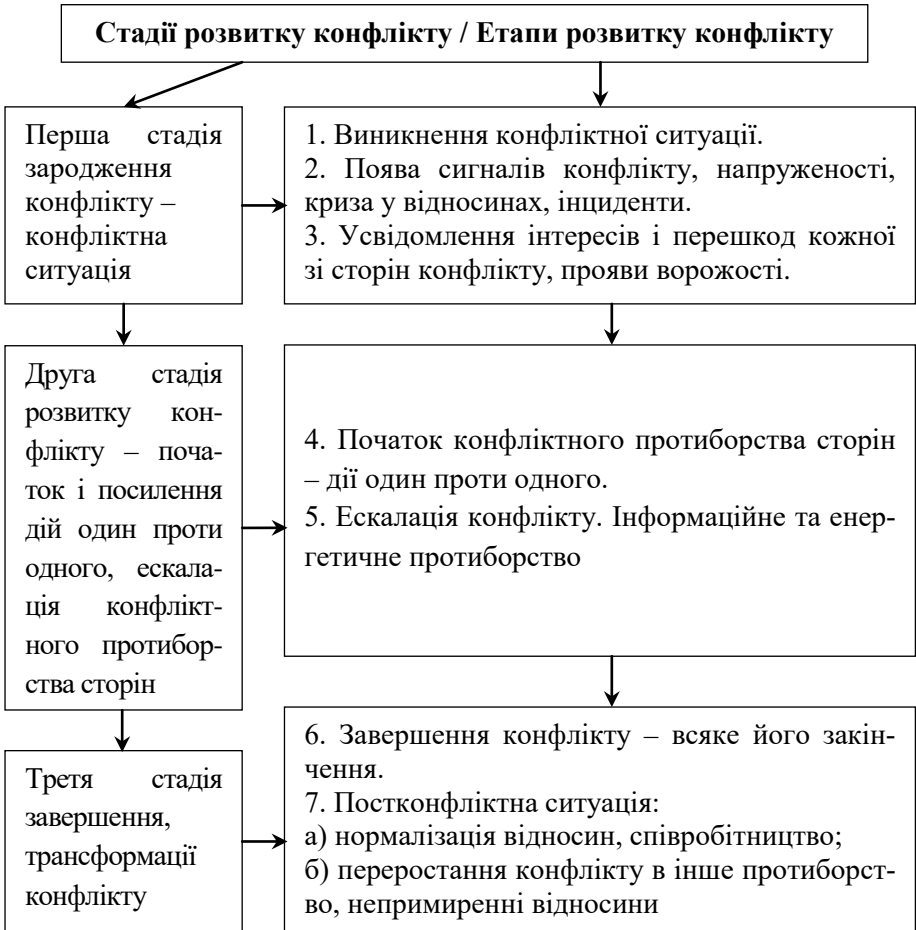 Стадії розвитку конфлікту / Етапи розвитку конфлікту
Перша стадія
зародження
конфлікту –
конфліктна
ситуація
1. Виникнення конфліктної ситуації.
2. Поява сигналів конфлікту, напруженості,
криза у відносинах, інциденти.
3. Усвідомлення інтересів і перешкод кожної
зі сторін конфлікту, прояви ворожості.
Друга стадія
розвитку кон-
флікту – поча-
ток і посилення
дій один проти
одного, ескала-
ція конфлікт-
ного протибор-
ства сторін
4. Початок конфліктного протиборства сторін
– дії один проти одного.
5. Ескалація конфлікту. Інформаційне та енер-
гетичне протиборство
Третя стадія
завершення,
трансформації
конфлікту
6. Завершення конфлікту – всяке його закін-
чення.
7. Постконфліктна ситуація:
а) нормалізація відносин, співробітництво;
б) переростання конфлікту в інше протиборст-
во, непримиренні відносини